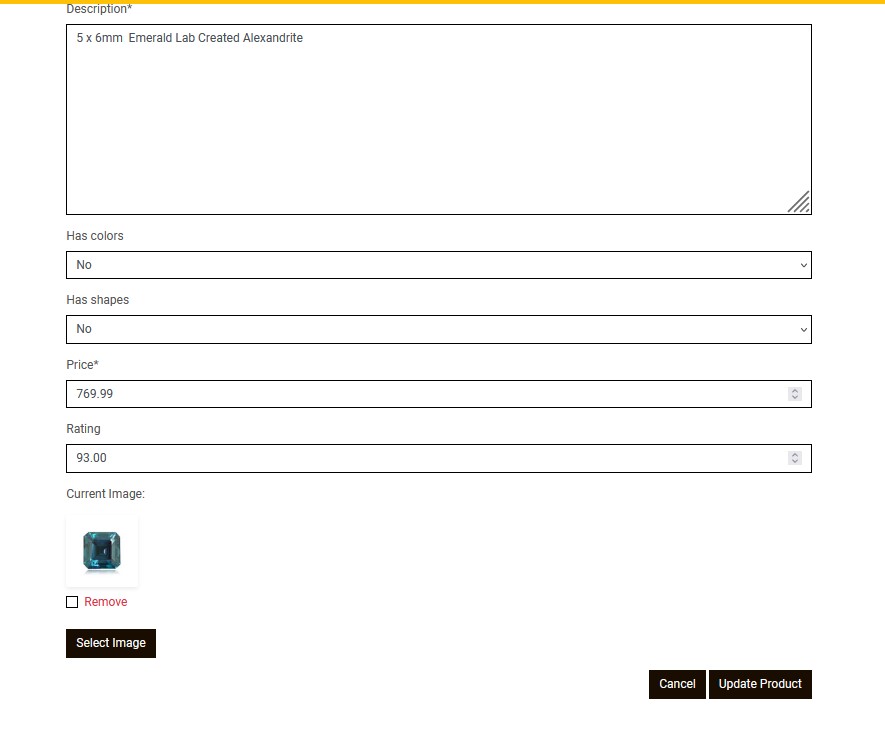 Description*
5 x 6mm  Emerald Lab Created Alexandrite
Has colors
No
Has shapes
No
Price*
769.99
Rating
93.00
Current Image:
Remove
Select Image
Cancel Update Product